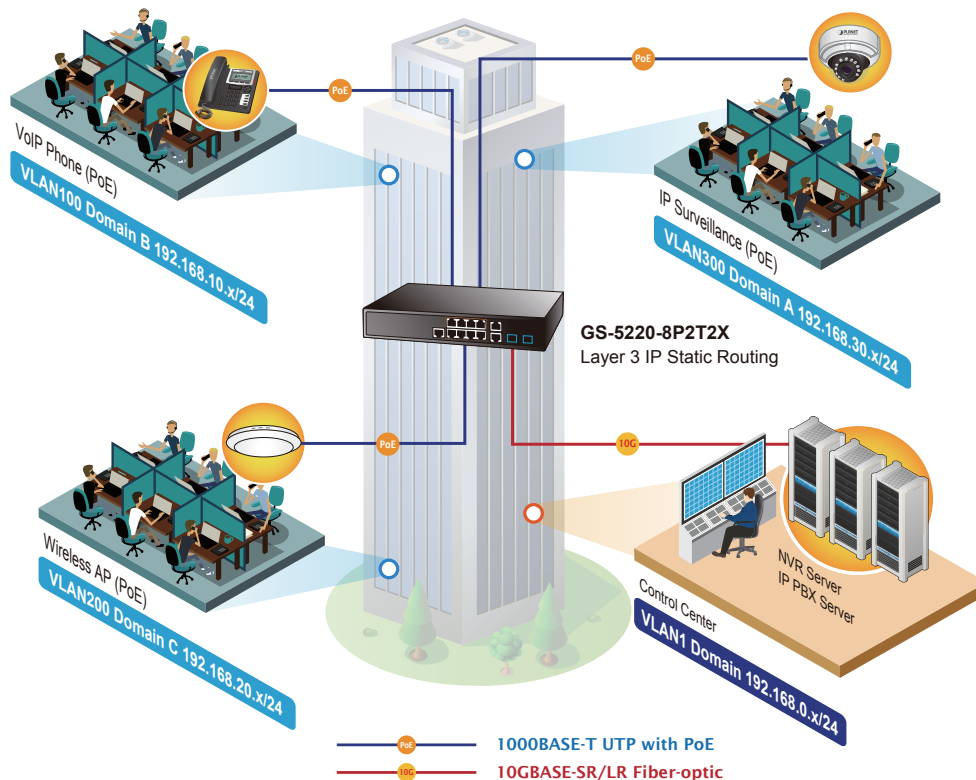 PLANET
PoE
PoE
VoIP Phone (PoE)
VLAN100 Domain B 192.168.10.x/24
IP Surveillance (PoE)
VLAN300 Domain A 192.168.30.x/24
GS-5220-8P2T2X
Layer 3 IP Static Routing
PoE
10G
Wireless AP (PoE)
VLAN200 Domain C 192.168.20.x/24
NVR Server
IP PBX Server
Control Center
VLAN1 Domain 192.168.0.x/24
PoE
1000BASE-T UTP with PoE
10G
10GBASE-SR/LR Fiber-optic